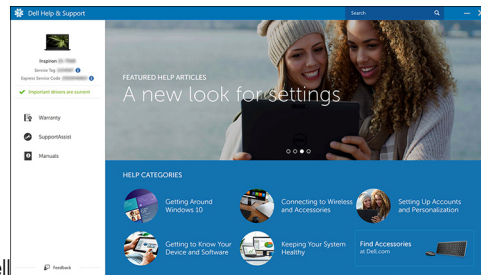 Dell Help & Support
Search
Inspiron
Service Tag
Express Service Code
Important drivers are current
Warranty
SupportAssist
Manuals
Feedback
FEATURED HELP ARTICLES
A new look for settings
HELP CATEGORIES
Getting Around
Windows 10
Connecting to Wireless
and Accessories
Setting Up Accounts
and Personalization
Getting to Know Your
Device and Software
Keeping Your System
Healthy
Find Accessories
at Dell.com
ell